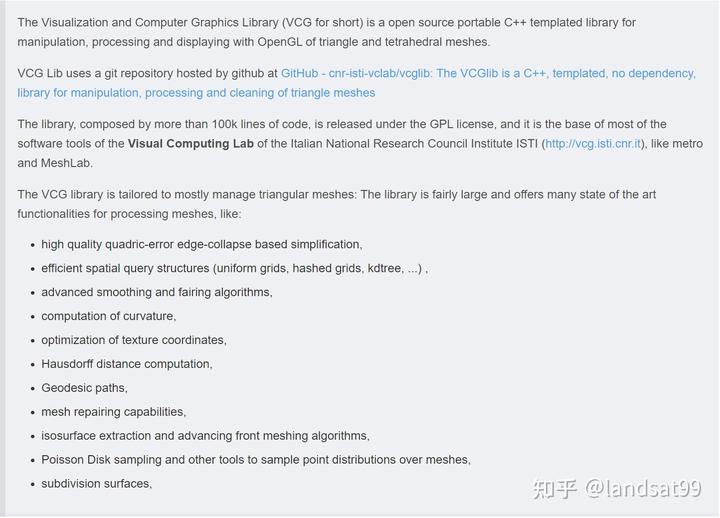 The Visualization and Computer Graphics Library (VCG for short) is a open source portable C++ templated library for
manipulation, processing and displaying with OpenGL of triangle and tetrahedral meshes.
VCG Lib uses a git repository hosted by github at GitHub - cnr-isti-vclab/vcglib: The VCGlib is a C++, templated, no dependency,
library for manipulation, processing and cleaning of triangle meshes
The library, composed by more than 100k lines of code, is released under the GPL license, and it is the base of most of the
software tools of the Visual Computing Lab of the Italian National Research Council Institute ISTI (http://vcg.isti.cnr.it), like metro
and MeshLab.
The VCG library is tailored to mostly manage triangular meshes: The library is fairly large and offers many state of the art
functionalities for processing meshes, like:
• high quality quadric-error edge-collapse based simplification,
• efficient spatial query structures (uniform grids, hashed grids, kdtree, ...) ,
• advanced smoothing and fairing algorithms,
• computation of curvature,
• optimization of texture coordinates,
• Hausdorff distance computation,
• Geodesic paths,
• mesh repairing capabilities,
• isosurface extraction and advancing front meshing algorithms,
• Poisson Disk sampling and other tools to sample point distributions over meshes,
• subdivision surfaces,
知乎 @landsat99